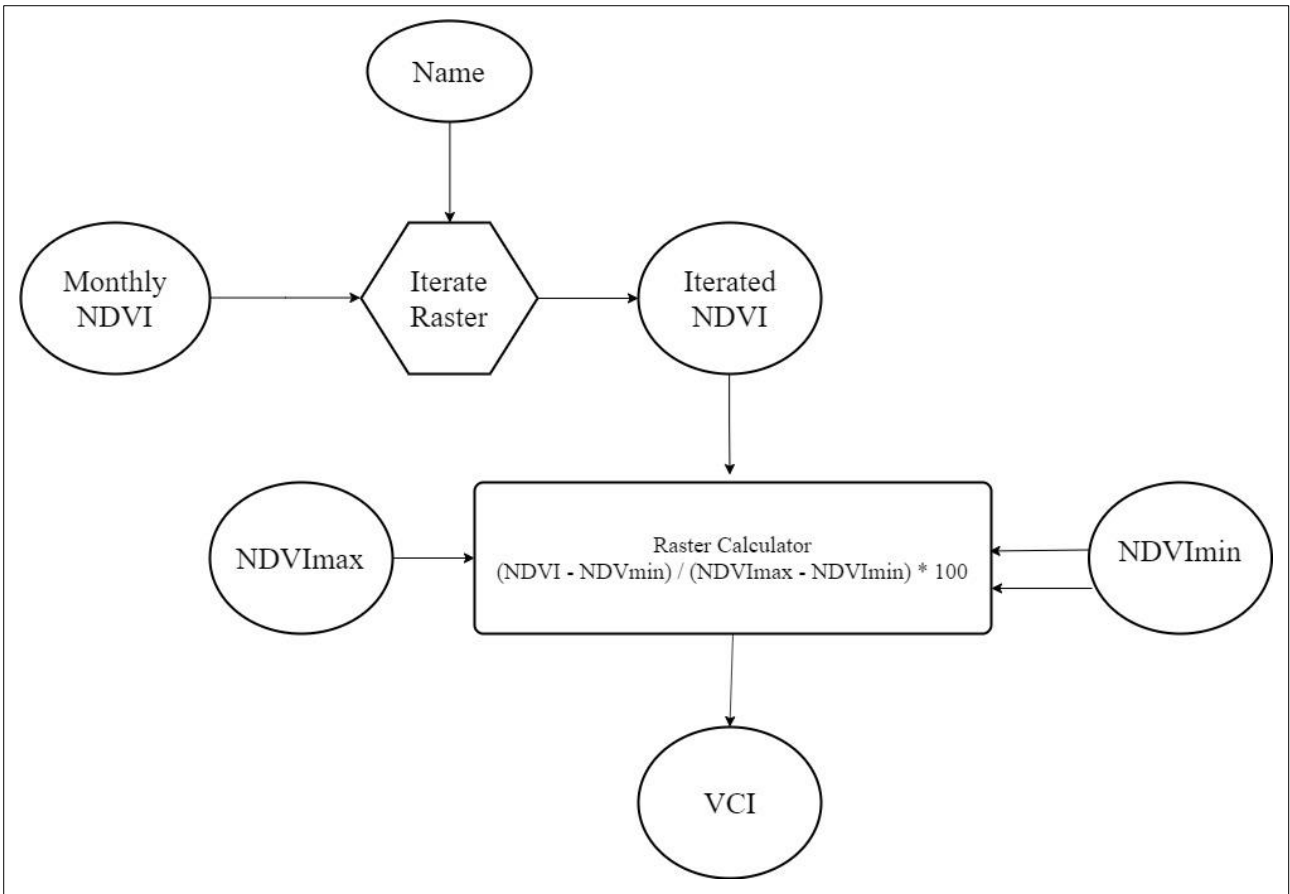 Name
Monthly
NDVI
Iterate
Raster
Iterated
NDVI
NDVImax
Raster Calculator
(NDVI - NDVmin) / (NDVImax - NDVImin) * 100
NDVImin
VCI